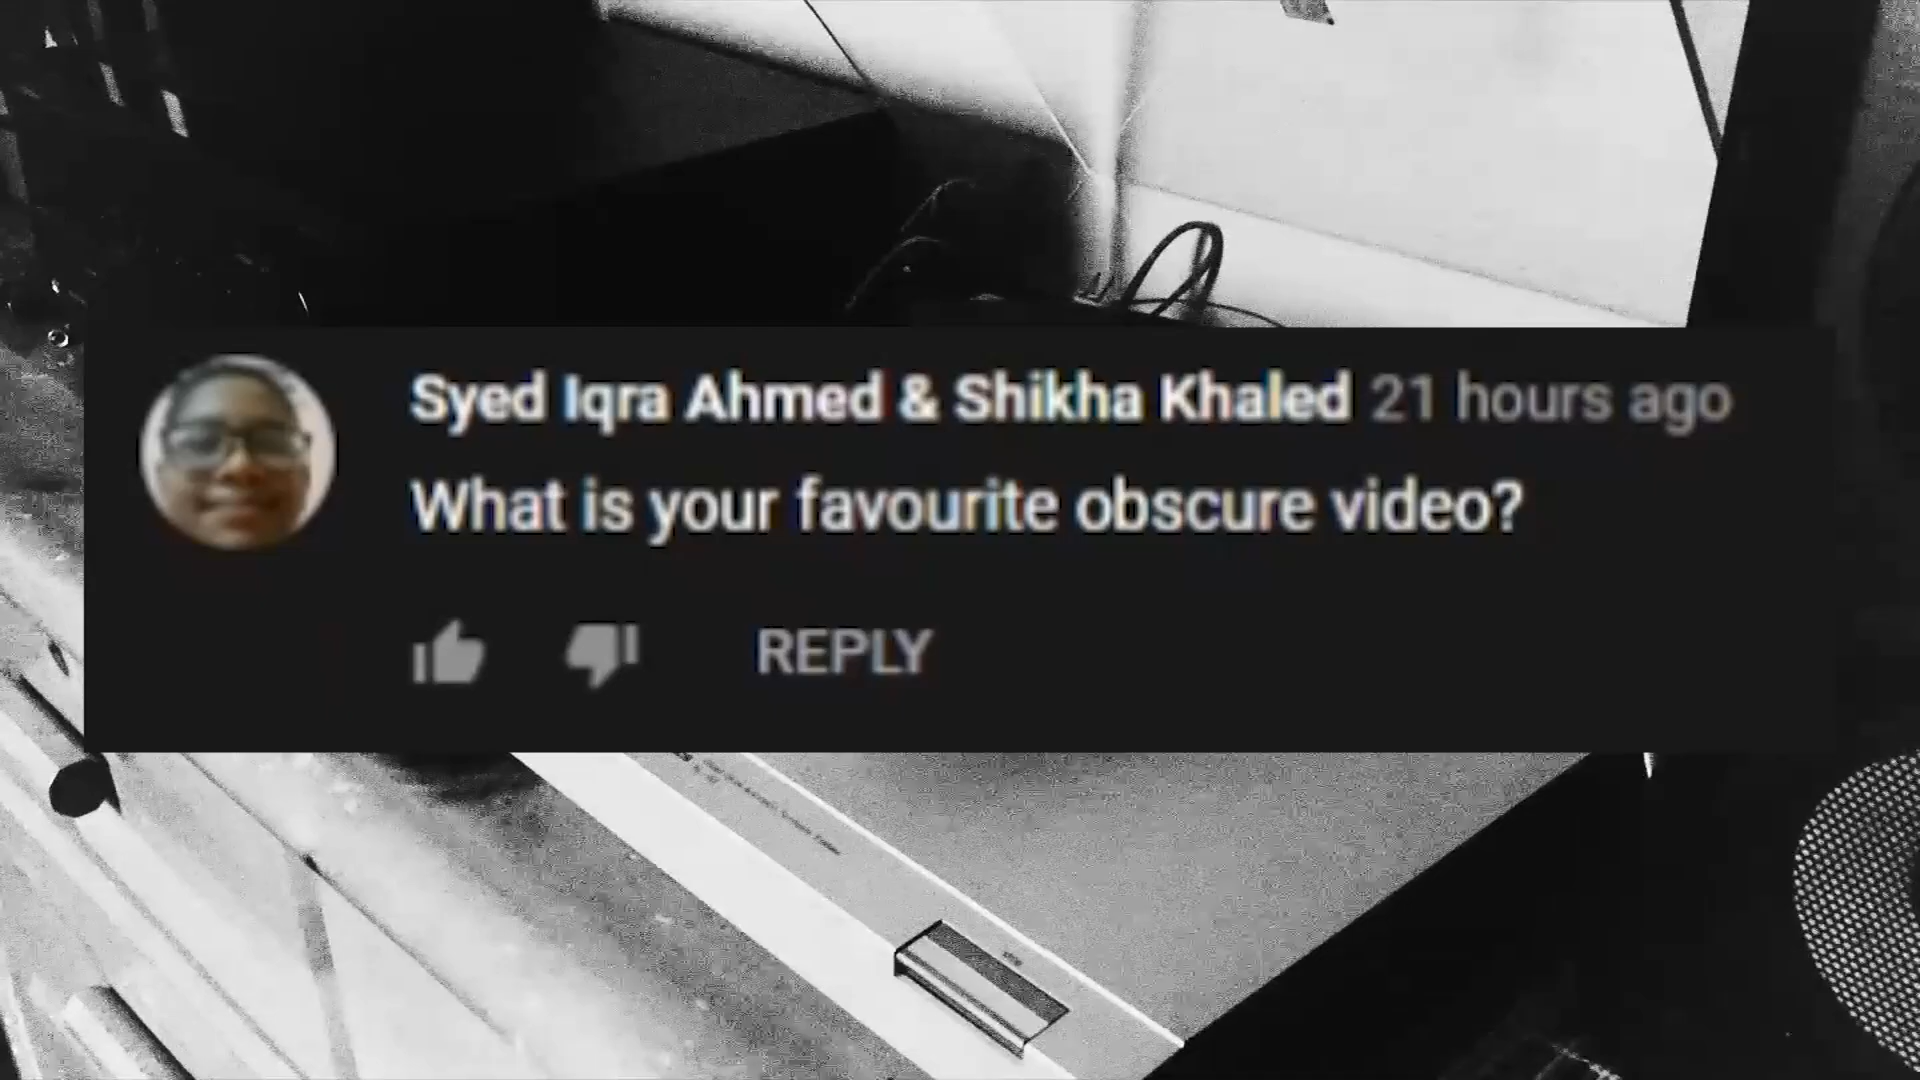 Syed Iqra Ahmed & Shikha Khaled 21 hours ago
What is your favourite obscure video?
REPLY